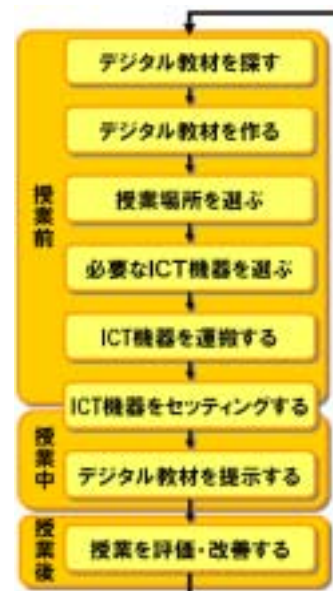 授業前
デジタル教材を探す
デジタル教材を作る
授業場所を選ぶ
必要なICT機器を選ぶ
ICT機器を運搬する
ICT機器をセッティングする
授業中
デジタル教材を提示する
授業後
授業を評価・改善する